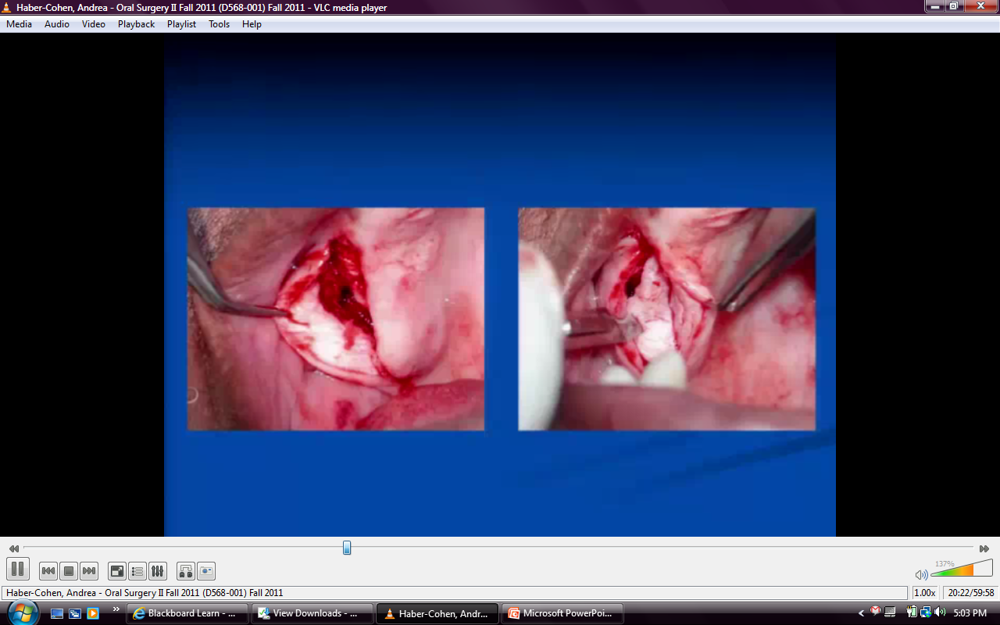 Haber-Cohen, Andrea - Oral Surgery II Fall 2011 (D568-001) Fall 2011 - VLC media player
Media Audio Video Playback Playlist Tools Help
137%
Haber-Cohen, Andrea - Oral Surgery II Fall 2011 (D568-001) Fall 2011 1.00x 20:22/59:58
Blackboard Learn - ... View Downloads - ... Haber-Cohen, Andr... Microsoft PowerPoi... 5:03 PM